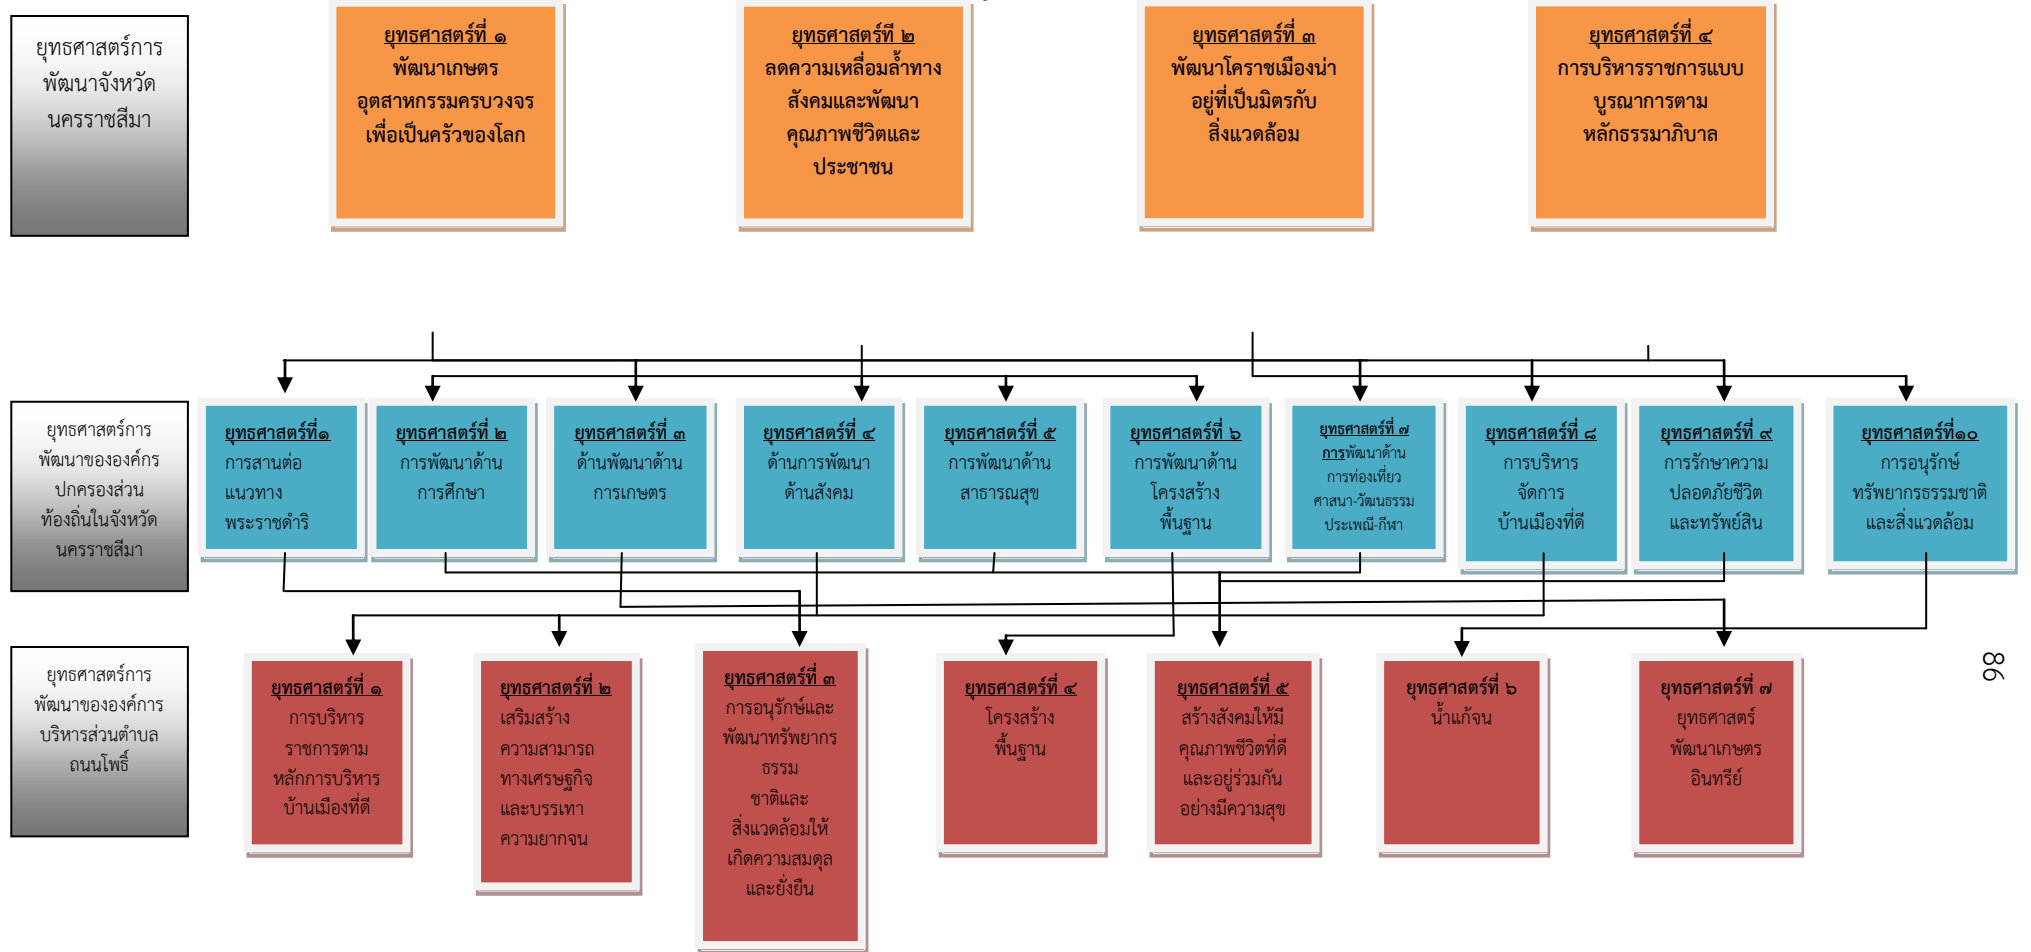 ยุทธศาสตร์การ
พัฒนาจังหวัด
นครราชสีมา
ยุทธศาสตร์ที่ ๑
พัฒนาเกษตร
อุตสาหกรรมครบวงจร
เพื่อเป็นครัวของโลก
ยุทธศาสตร์ที่ ๒
ลดความเหลื่อมล้ำทาง
สังคมและพัฒนา
คุณภาพชีวิตและ
ประชาชน
ยุทธศาสตร์ที่ ๓
พัฒนาโคราชเมืองน่า
อยู่ที่เป็นมิตรกับ
สิ่งแวดล้อม
ยุทธศาสตร์ที่ ๔
การบริหารราชการแบบ
บูรณาการตาม
หลักธรรมาภิบาล
ยุทธศาสตร์การ
พัฒนาขององค์กร
ปกครองส่วน
ท้องถิ่นในจังหวัด
นครราชสีมา
ยุทธศาสตร์ที่๑
การสานต่อ
แนวทาง
พระราชดำริ
ยุทธศาสตร์ที่ ๒
การพัฒนาด้าน
การศึกษา
ยุทธศาสตร์ที่ ๓
ด้านพัฒนาด้าน
การเกษตร
ยุทธศาสตร์ที่ ๔
ด้านการพัฒนา
ด้านสังคม
ยุทธศาสตร์ที่ ๕
การพัฒนาด้าน
สาธารณสุข
ยุทธศาสตร์ที่ ๖
การพัฒนาด้าน
โครงสร้าง
พื้นฐาน
ยุทธศาสตร์ที่ ๗
การพัฒนาด้าน
การท่องเที่ยว
ศาสนา-วัฒนธรรม
ประเพณี-กีฬา
ยุทธศาสตร์ที่ ๘
การบริหาร
จัดการ
บ้านเมืองที่ดี
ยุทธศาสตร์ที่ ๙
การรักษาความ
ปลอดภัยชีวิต
และทรัพย์สิน
ยุทธศาสตร์ที่๑๐
การอนุรักษ์
ทรัพยากรธรรมชาติ
และสิ่งแวดล้อม
ยุทธศาสตร์การ
พัฒนาขององค์การ
บริหารส่วนตำบล
ถนนโพธิ์
ยุทธศาสตร์ที่ ๑
การบริหาร
ราชการตาม
หลักการบริหาร
บ้านเมืองที่ดี
ยุทธศาสตร์ที่ ๒
เสริมสร้าง
ความสามารถ
ทางเศรษฐกิจ
และบรรเทา
ความยากจน
ยุทธศาสตร์ที่ ๓
การอนุรักษ์และ
พัฒนาทรัพยากร
ธรรม
ชาติและ
สิ่งแวดล้อมให้
เกิดความสมดุล
และยั่งยืน
ยุทธศาสตร์ที่ ๔
โครงสร้าง
พื้นฐาน
ยุทธศาสตร์ที่ ๕
สร้างสังคมให้มี
คุณภาพชีวิตที่ดี
และอยู่ร่วมกัน
อย่างมีความสุข
ยุทธศาสตร์ที่ ๖
น้ำแก้จน
ยุทธศาสตร์ที่ ๗
ยุทธศาสตร์
พัฒนาเกษตร
อินทรีย์
86